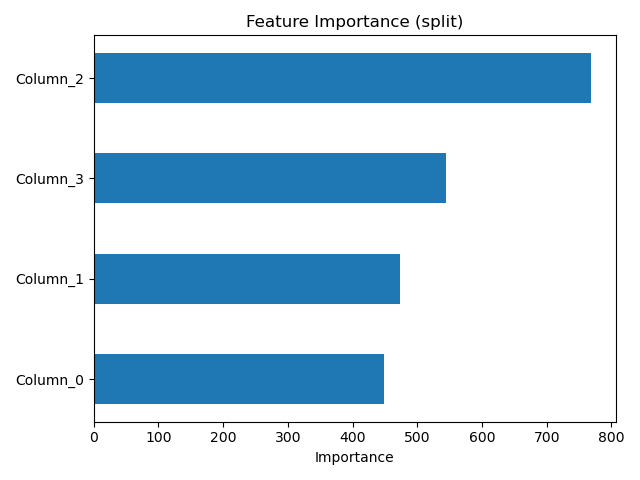 Feature Importance (split)
Column_2
Column_3
Column_1
Column_0
0 100 200 300 400 500 600 700 800
Importance